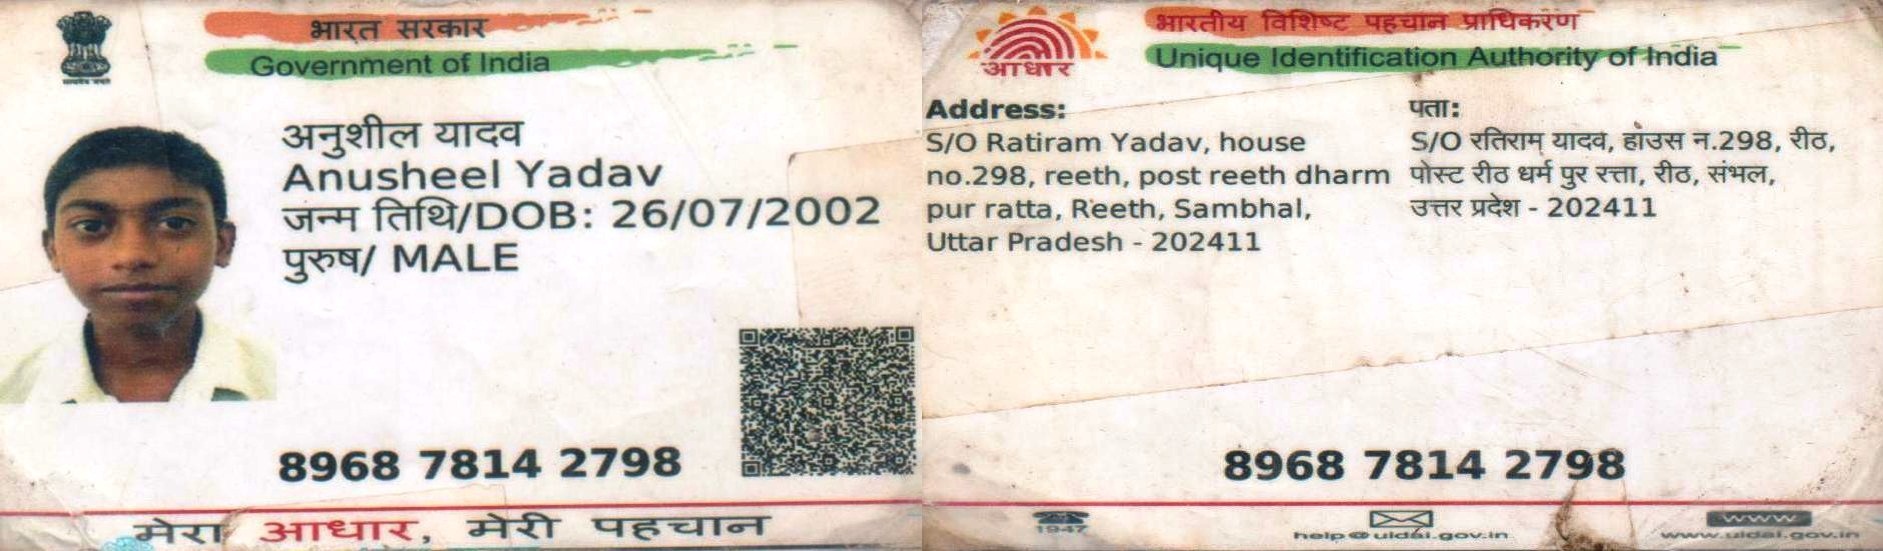 भारत सरकार
Government of India
अनुशील यादव
Anusheel Yadav
जन्म तिथि/DOB: 26/07/2002
पुरुष/ MALE
8968 7814 2798
मेरा आधार, मेरी पहचान
भारतीय विशिष्ट पहचान प्राधिकरण
Unique Identification Authority of India
आधार
Address:
S/O Ratiram Yadav, house
no.298, reeth, post reeth dharm
pur ratta, Reeth, Sambhal,
Uttar Pradesh - 202411
पता:
S/O रतिराम यादव, हाउस न.298, रीठ,
पोस्ट रीठ धर्म पुर रत्ता, रीठ, संभल,
उत्तर प्रदेश - 202411
8968 7814 2798
1947
help@uidai.gov.in
www
www.uidai.gov.in